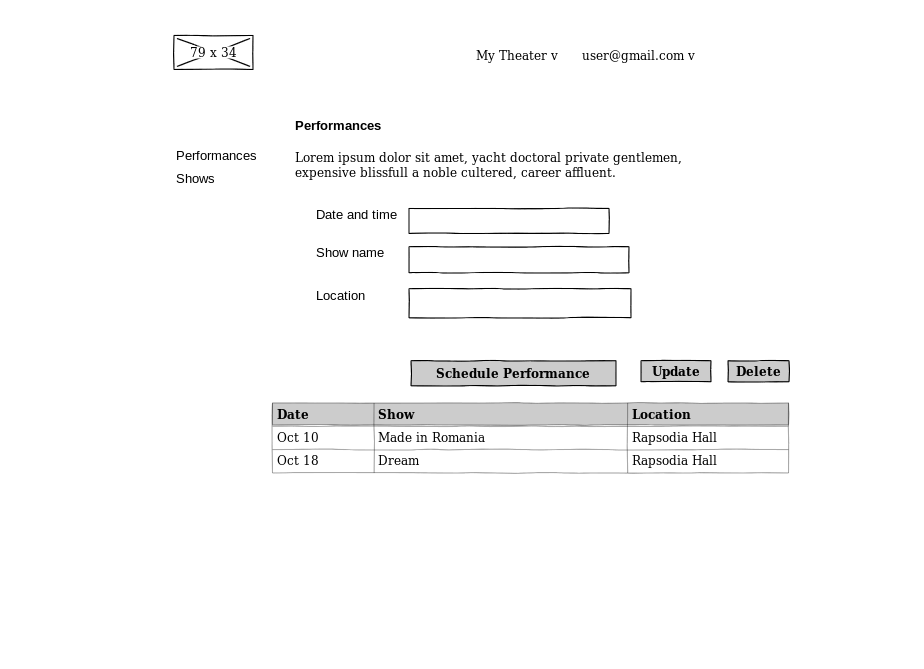 79 x 34
My Theater v user@gmail.com v
Performances
Performances
Shows
Lorem ipsum dolor sit amet, yacht doctoral private gentlemen,
expensive blissfull a noble cultured, career affluent.
Date and time
Show name
Location
Schedule Performance Update Delete
Date Show Location
Oct 10 Made in Romania Rapsodia Hall
Oct 18 Dream Rapsodia Hall